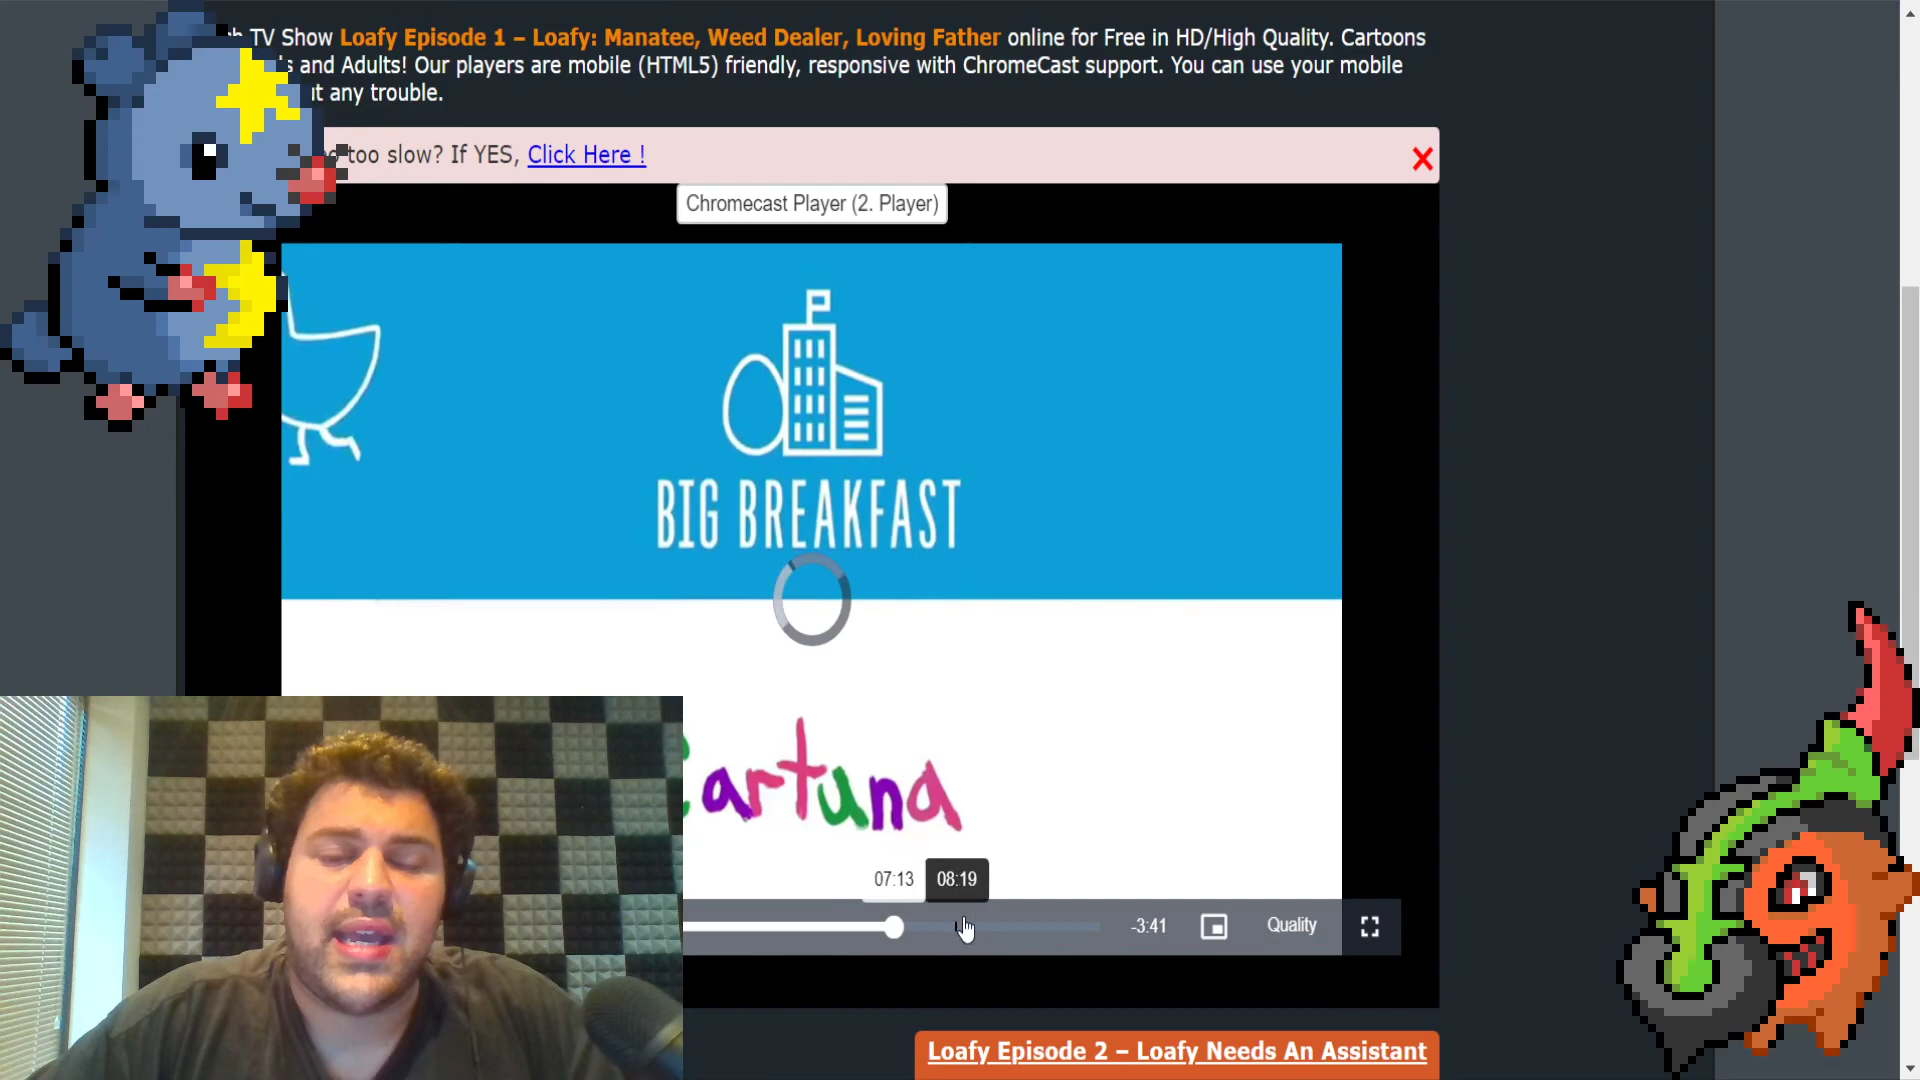 TV Show Loafy Episode 1 – Loafy: Manatee, Weed Dealer, Loving Father online for Free in HD/High Quality. Cartoons
and Adults! Our players are mobile (HTML5) friendly, responsive with ChromeCast support. You can use your mobile
any trouble.
too slow? If YES, Click Here !
Chromecast Player (2. Player)
BIG BREAKFAST
Cartuna
07:13 08:19
-3:41 Quality
Loafy Episode 2 – Loafy Needs An Assistant